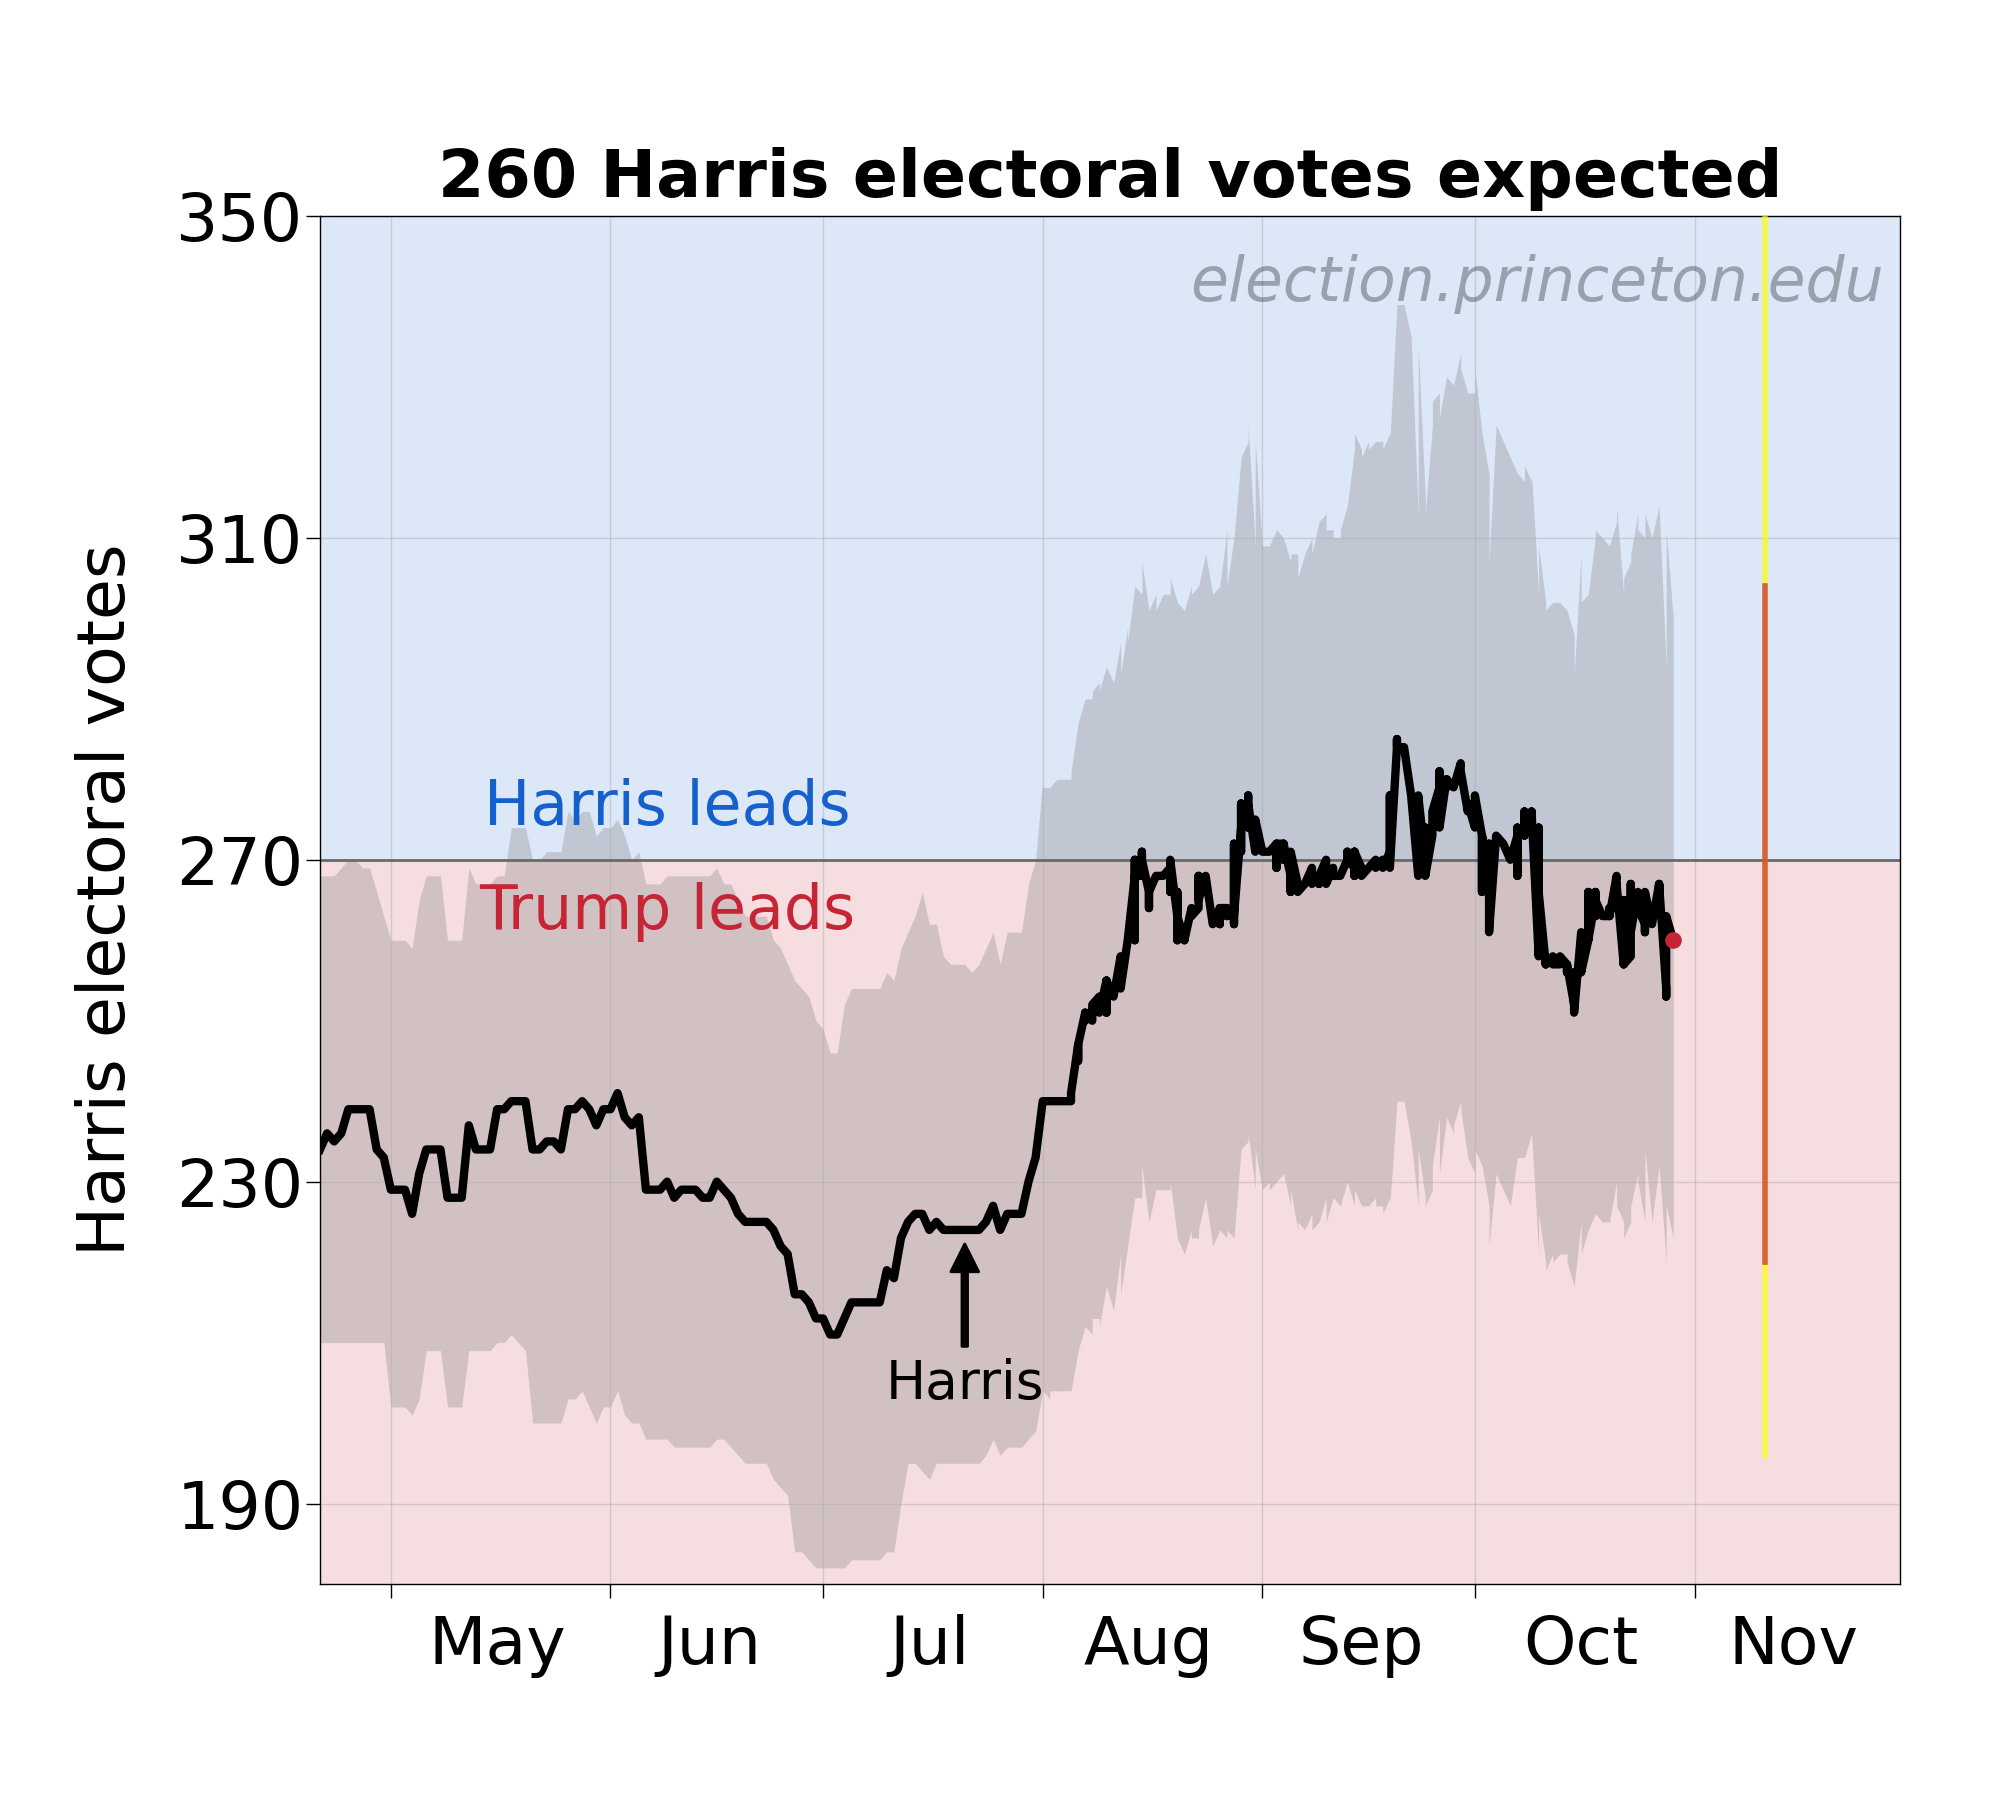 260 Harris electoral votes expected
350
election.princeton.edu
310
Harris electoral votes
Harris leads
270
Trump leads
230
Harris
190
May Jun Jul Aug Sep Oct Nov